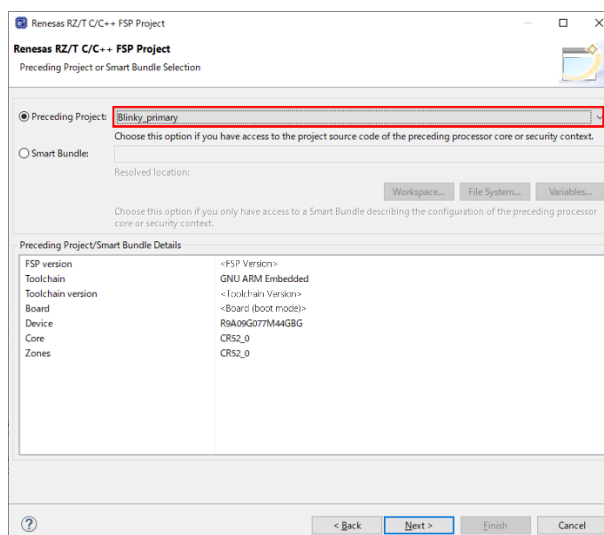 Renesas RZ/T C/C++ FSP Project
Renesas RZ/T C/C++ FSP Project
Preceding Project or Smart Bundle Selection
Preceding Project: Blinky_primary
Choose this option if you have access to the project source code of the preceding processor core or security context.
Smart Bundle:
Resolved location:
Workspace... File System... Variables...
Choose this option if you only have access to a Smart Bundle describing the configuration of the preceding processor
core or security context.
Preceding Project/Smart Bundle Details
FSP version <FSP Version>
Toolchain GNU ARM Embedded
Toolchain version <Toolchain Version>
Board <Board (boot mode)>
Device R9A09G077M44GBG
Core CR52_0
Zones CR52_0
? < Back Next > Finish Cancel